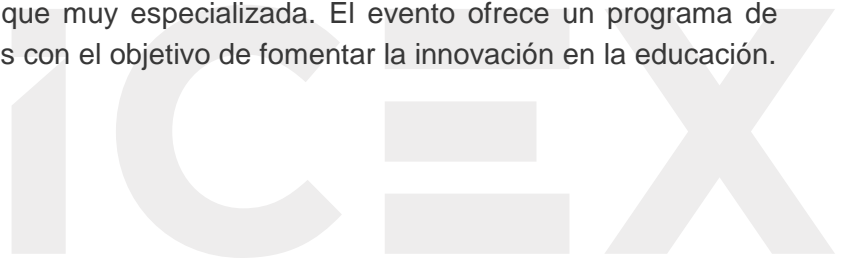 que muy especializada. El evento ofrece un programa de
s con el objetivo de fomentar la innovación en la educación.
ICEX